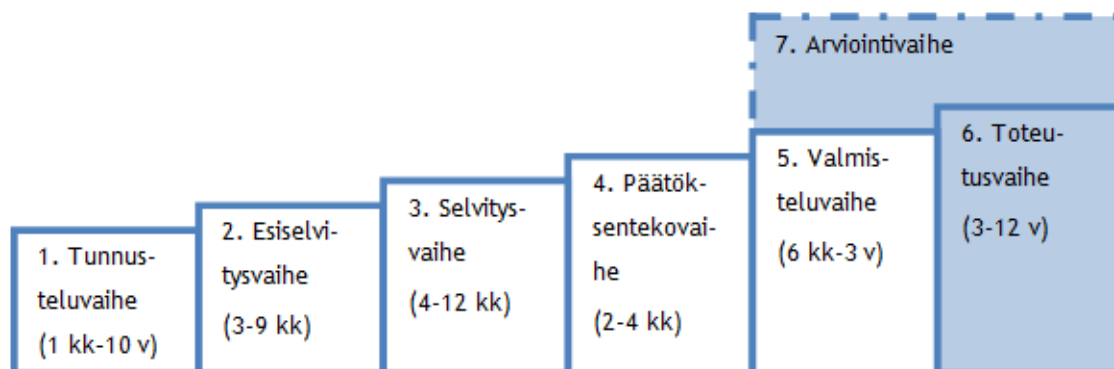 1. Tunnus-
teluvaihe
(1 kk-10 v)
2. Esiselvi-
tysvaihe
(3-9 kk)
3. Selvitys-
vaihe
(4-12 kk)
4. Päätök-
sentekovai-
he
(2-4 kk)
5. Valmis-
teluvaihe
(6 kk-3 v)
6. Toteu-
tusvaihe
(3-12 v)
7. Arviointivaihe